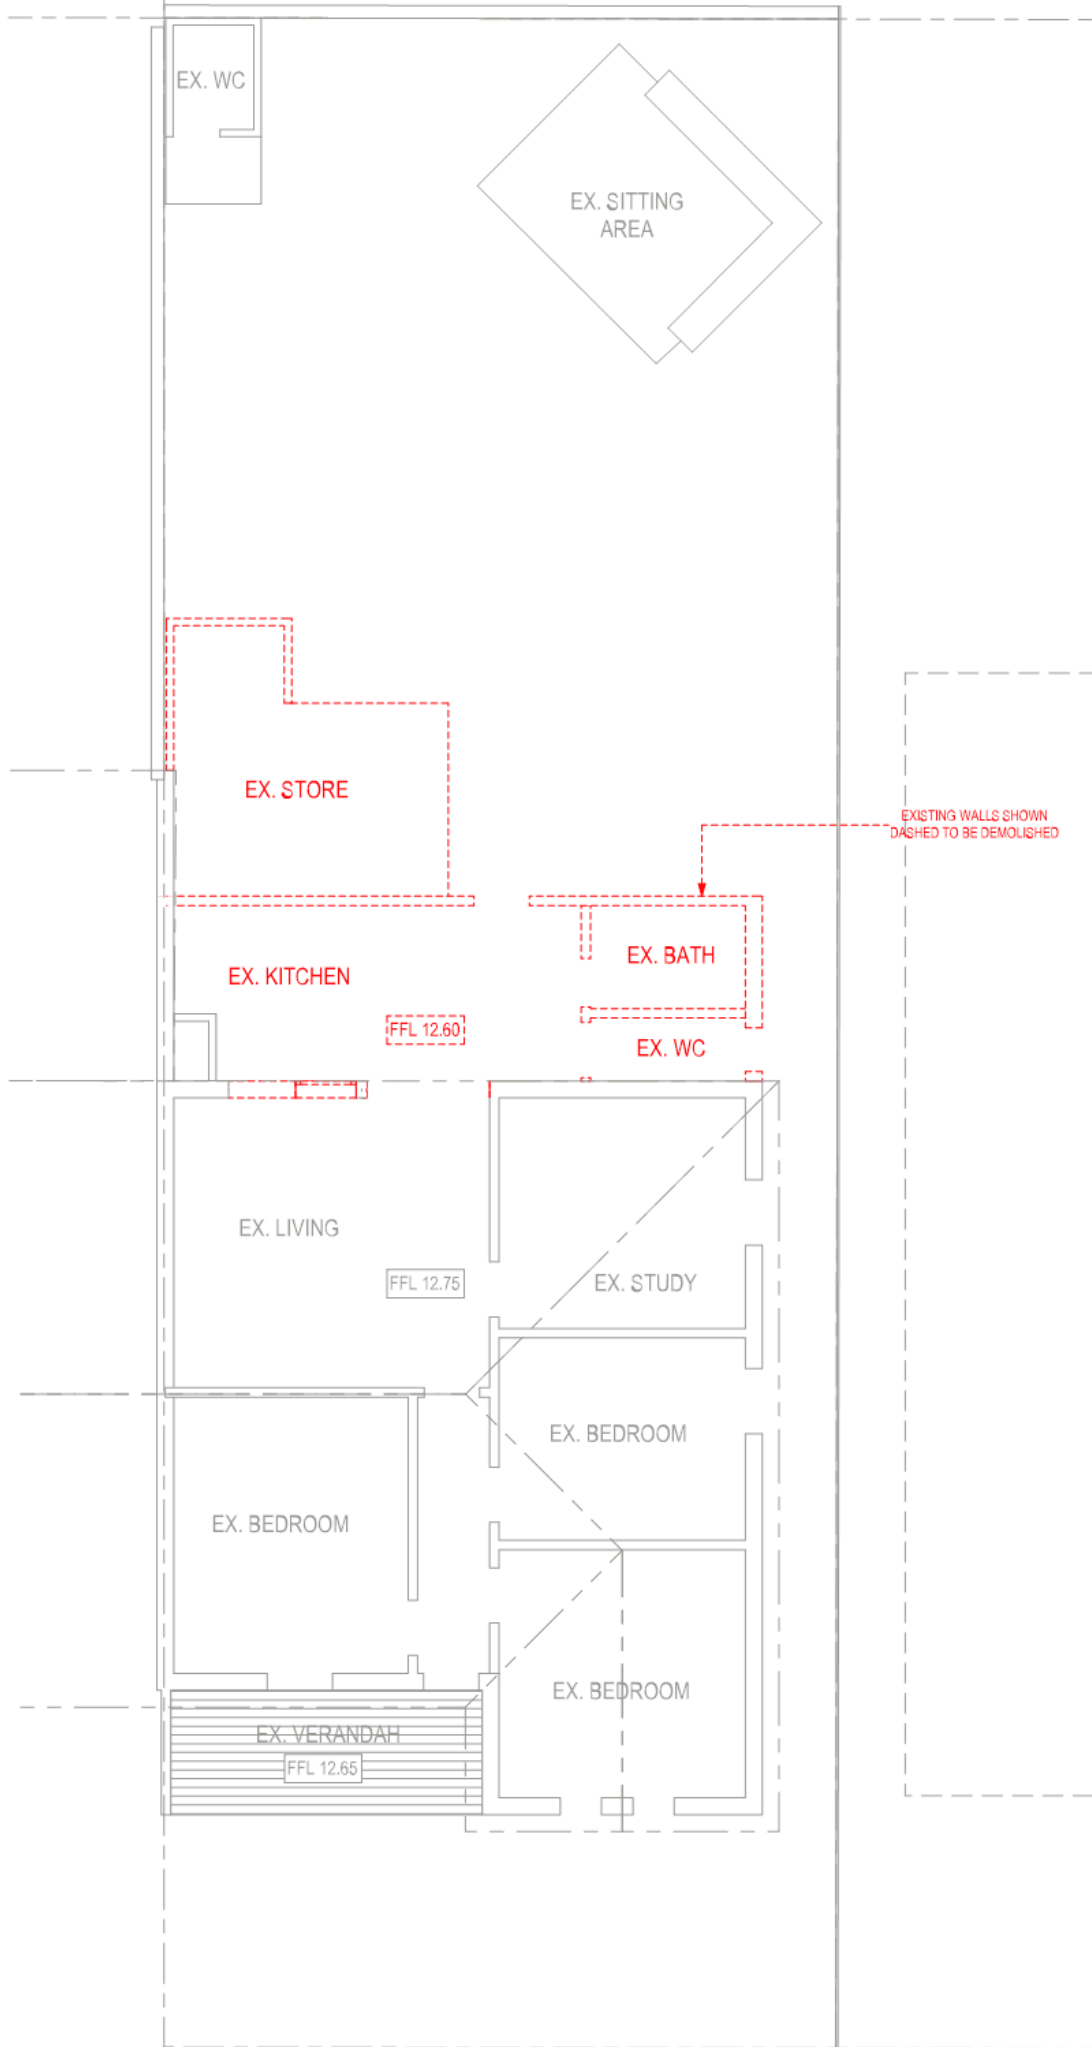 EX. WC
EX. SITTING
AREA
EX. STORE
EXISTING WALLS SHOWN
DASHED TO BE DEMOLISHED
EX. BATH
EX. KITCHEN
FFL 12.60
EX. WC
EX. LIVING
FFL 12.75
EX. STUDY
EX. BEDROOM
EX. BEDROOM
EX. BEDROOM
EX. VERANDAH
FFL 12.65